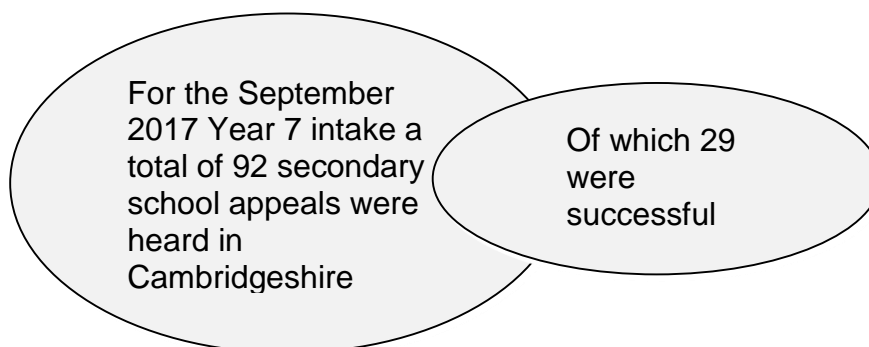 For the September
2017 Year 7 intake a
total of 92 secondary
school appeals were
heard in
Cambridgeshire
Of which 29
were
successful